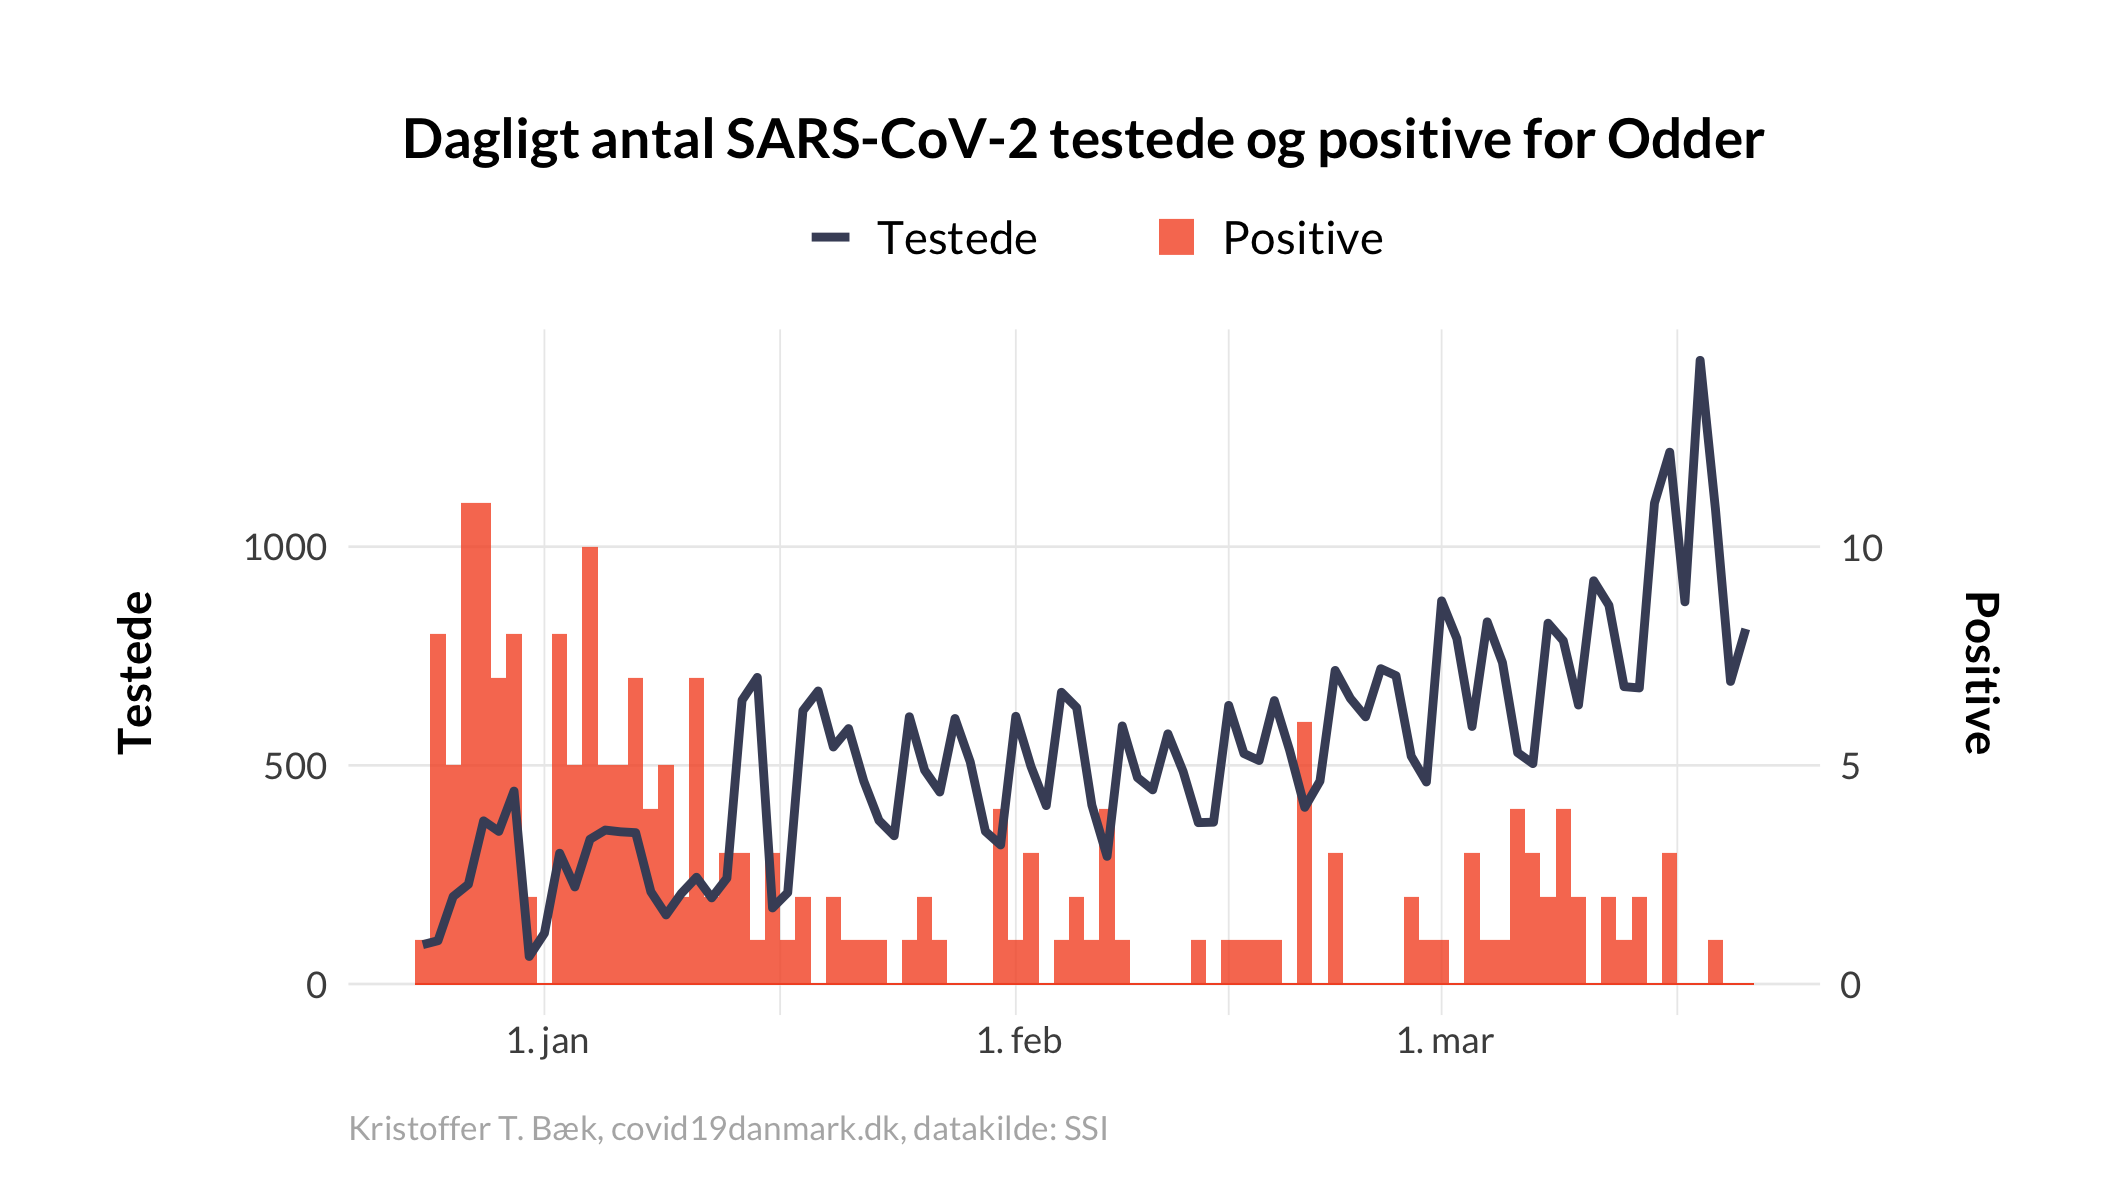 Dagligt antal SARS-CoV-2 testede og positive for Odder
Testede Positive
1000
500
0
Testede
10
5
0
Positive
1. jan 1. feb 1. mar
Kristoffer T. Bæk, covid19danmark.dk, datakilde: SSI